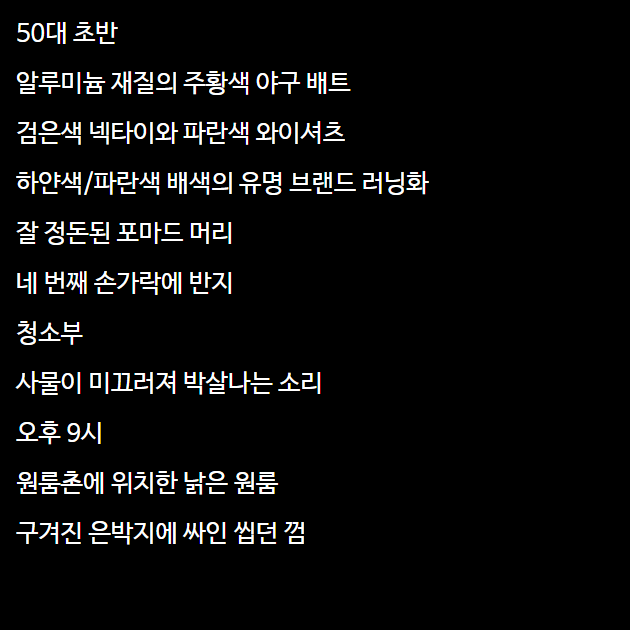 50대 초반
알루미늄 재질의 주황색 야구 배트
검은색 넥타이와 파란색 와이셔츠
하얀색/파란색 배색의 유명 브랜드 러닝화
잘 정돈된 포마드 머리
네 번째 손가락에 반지
청소부
사물이 미끄러져 박살나는 소리
오후 9시
원룸촌에 위치한 낡은 원룸
구겨진 은박지에 싸인 씹던 껌